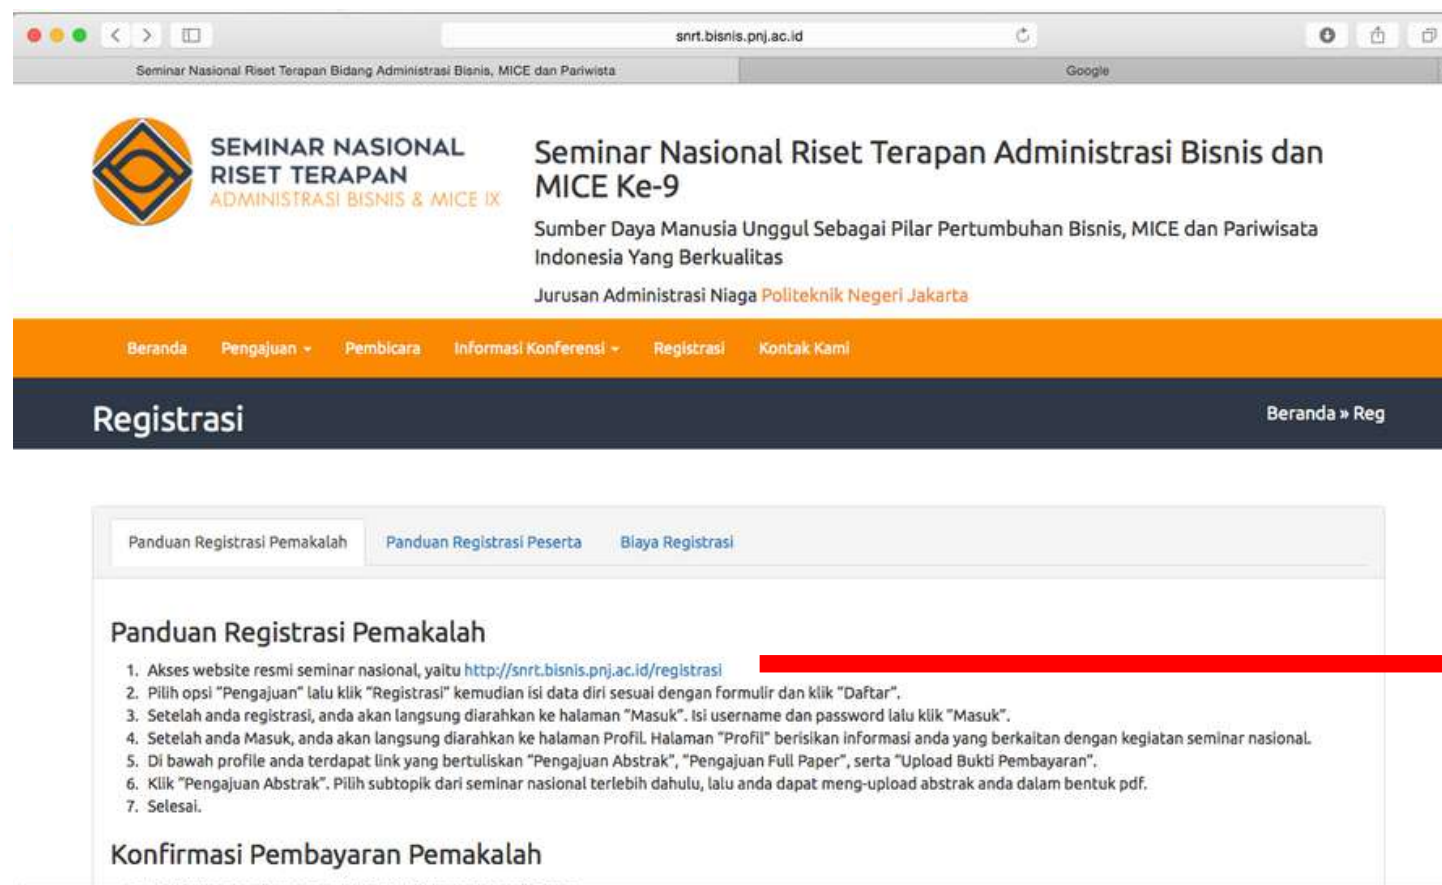 snrt.bisnis.pnj.ac.id
Seminar Nasional Riset Terapan Bidang Administrasi Bisnis, MICE dan Pariwista
Google
SEMINAR NASIONAL
RISET TERAPAN
ADMINISTRASI BISNIS & MICE IX
Seminar Nasional Riset Terapan Administrasi Bisnis dan
MICE Ke-9
Sumber Daya Manusia Unggul Sebagai Pilar Pertumbuhan Bisnis, MICE dan Pariwisata
Indonesia Yang Berkualitas
Jurusan Administrasi Niaga Politeknik Negeri Jakarta
Beranda Pengajuan Pembicara Informasi Konferensi Registrasi Kontak Kami
Registrasi
Beranda » Reg
Panduan Registrasi Pemakalah Panduan Registrasi Peserta Biaya Registrasi
Panduan Registrasi Pemakalah
1. Akses website resmi seminar nasional, yaitu http://snrt.bisnis.pnj.ac.id/registrasi
2. Pilih opsi "Pengajuan" lalu klik "Registrasi" kemudian isi data diri sesuai dengan formulir dan klik "Daftar".
3. Setelah anda registrasi, anda akan langsung diarahkan ke halaman "Masuk". Isi username dan password lalu klik "Masuk".
4. Setelah anda Masuk, anda akan langsung diarahkan ke halaman Profil. Halaman "Profil" berisikan informasi anda yang berkaitan dengan kegiatan seminar nasional.
5. Di bawah profile anda terdapat link yang bertuliskan "Pengajuan Abstrak", "Pengajuan Full Paper", serta "Upload Bukti Pembayaran".
6. Klik "Pengajuan Abstrak". Pilih subtopik dari seminar nasional terlebih dahulu, lalu anda dapat meng-upload abstrak anda dalam bentuk pdf.
7. Selesai.
Konfirmasi Pembayaran Pemakalah